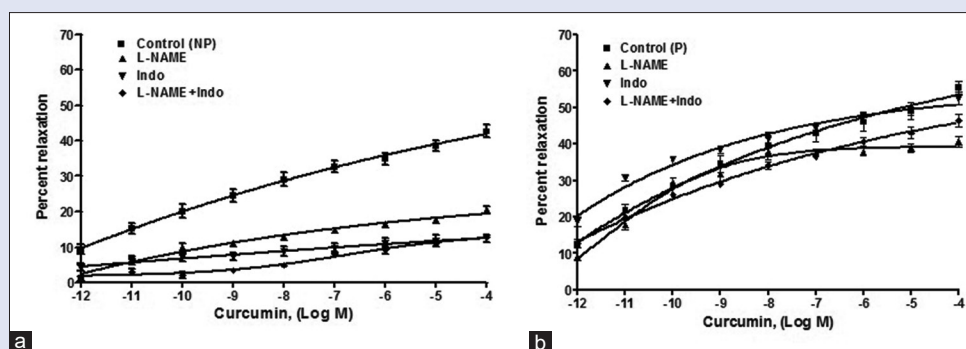 70
60
50
40
30
20
10
0
Percent relaxation
Control (NP)
L-NAME
Indo
L-NAME+Indo
-12 -11 -10 -9 -8 -7 -6 -5 -4
Curcumin, (Log M)
a
70
60
50
40
30
20
10
0
Percent relaxation
Control (P)
L-NAME
Indo
L-NAME+Indo
-12 -11 -10 -9 -8 -7 -6 -5 -4
Curcumin, (Log M)
b